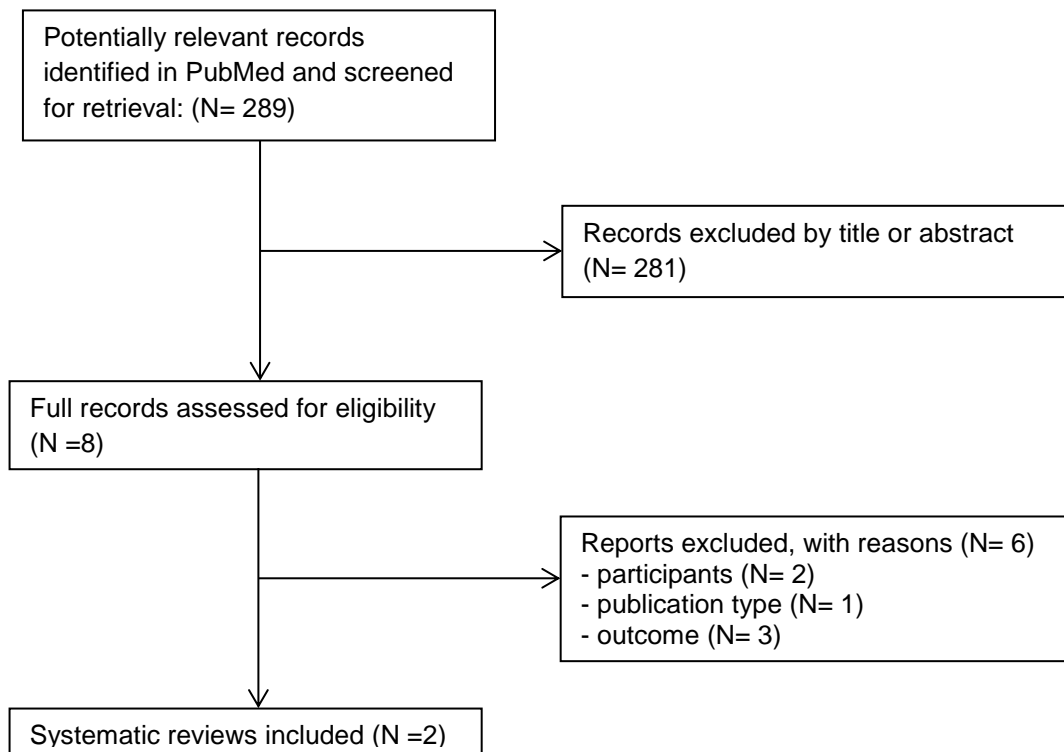 Potentially relevant records
identified in PubMed and screened
for retrieval: (N= 289)
Records excluded by title or abstract
(N= 281)
Full records assessed for eligibility
(N =8)
Reports excluded, with reasons (N= 6)
- participants (N= 2)
- publication type (N= 1)
- outcome (N= 3)
Systematic reviews included (N =2)